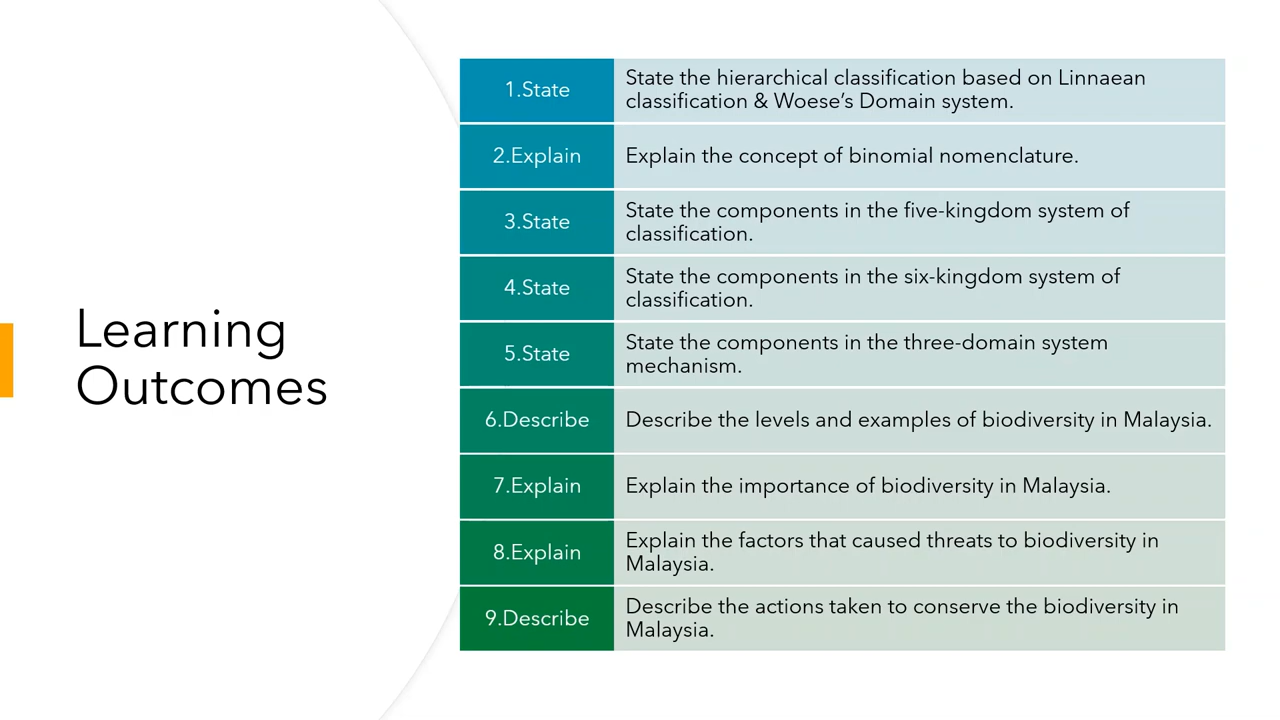 Learning
Outcomes
1.State
State the hierarchical classification based on Linnaean
classification & Woese’s Domain system.
2.Explain
Explain the concept of binomial nomenclature.
3.State
State the components in the five-kingdom system of
classification.
4.State
State the components in the six-kingdom system of
classification.
5.State
State the components in the three-domain system
mechanism.
6.Describe
Describe the levels and examples of biodiversity in Malaysia.
7.Explain
Explain the importance of biodiversity in Malaysia.
8.Explain
Explain the factors that caused threats to biodiversity in
Malaysia.
9.Describe
Describe the actions taken to conserve the biodiversity in
Malaysia.